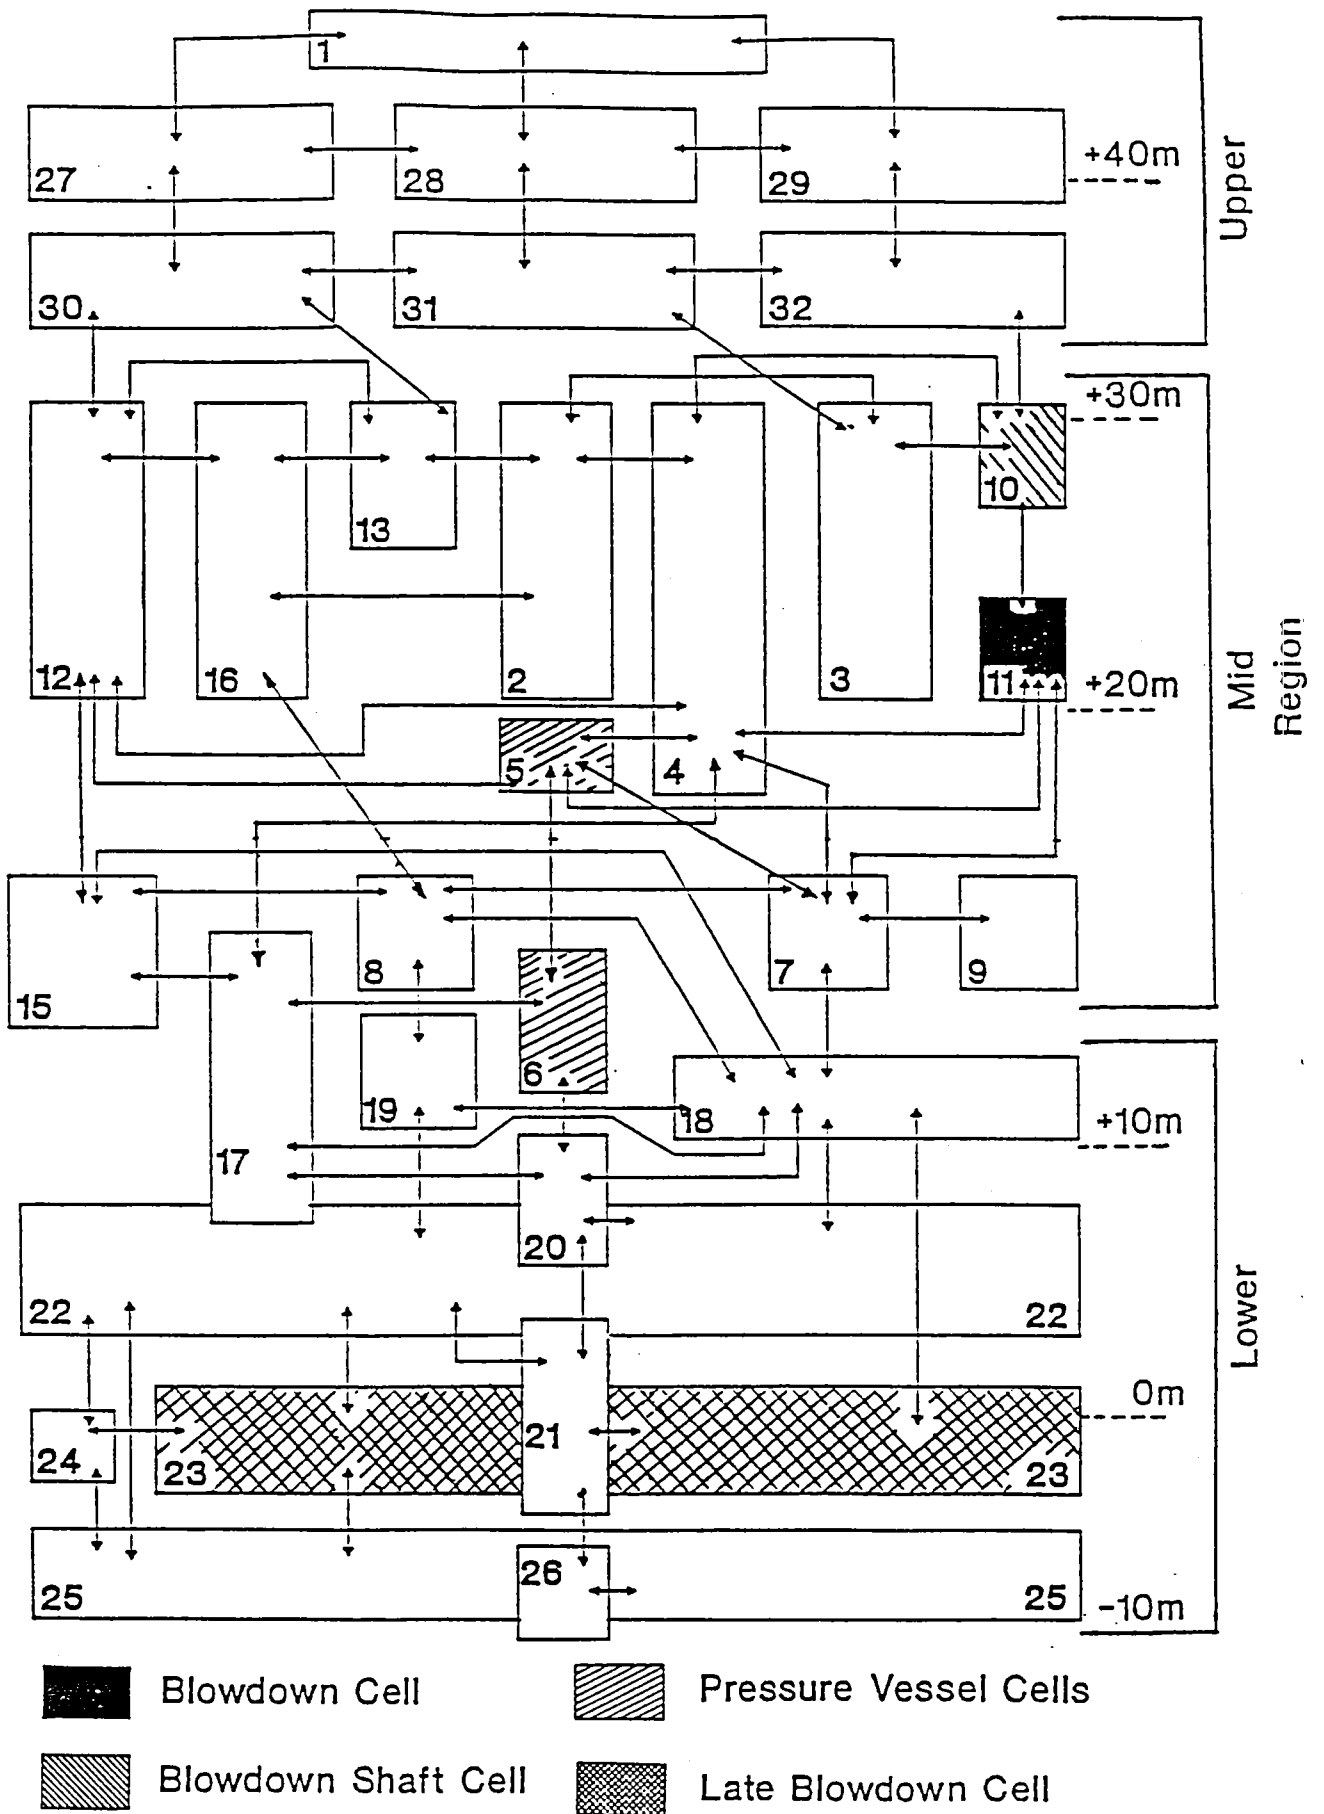 1
27
28
29
+40m
Upper
30
31
32
+30m
10
13
12
16
2
3
11
+20m
Mid
Region
5
4
15
8
7
9
6
19
18
+10m
17
20
22
22
Lower
0m
21
24
23
23
26
25
25
-10m
Blowdown Cell
Pressure Vessel Cells
Blowdown Shaft Cell
Late Blowdown Cell